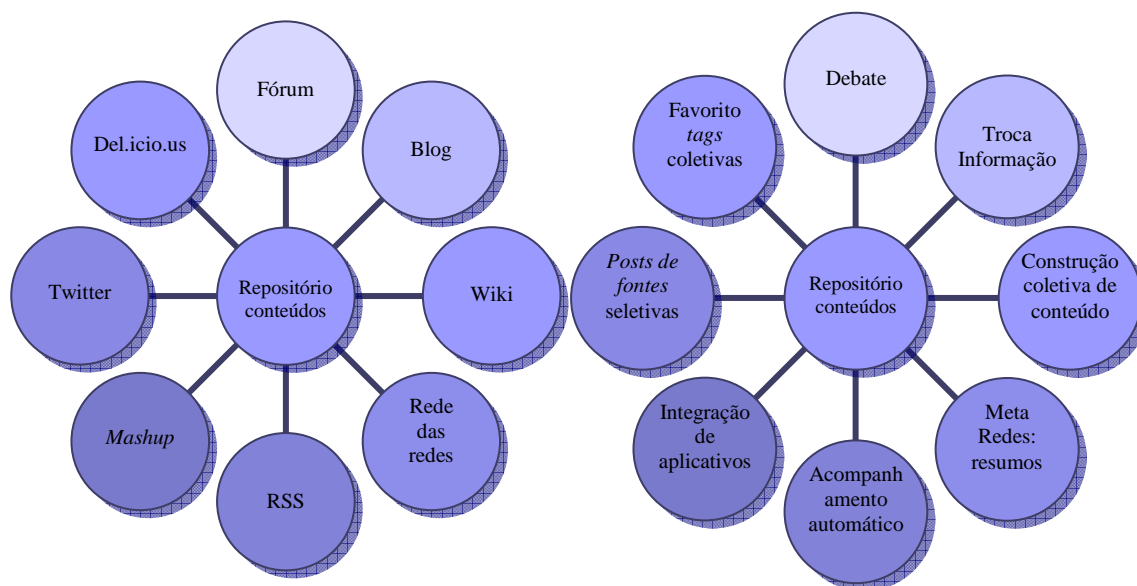 Fórum
Blog
Wiki
Rede
das
redes
RSS
Mashup
Twitter
Del.icio.us
Repositório
conteúdos
Debate
Troca
Informação
Construção
coletiva de
conteúdo
Meta
Redes:
resumos
Acompanh
amento
automático
Integração
de
aplicativos
Posts de
fontes
seletivas
Favorito
tags
coletivas
Repositório
conteúdos